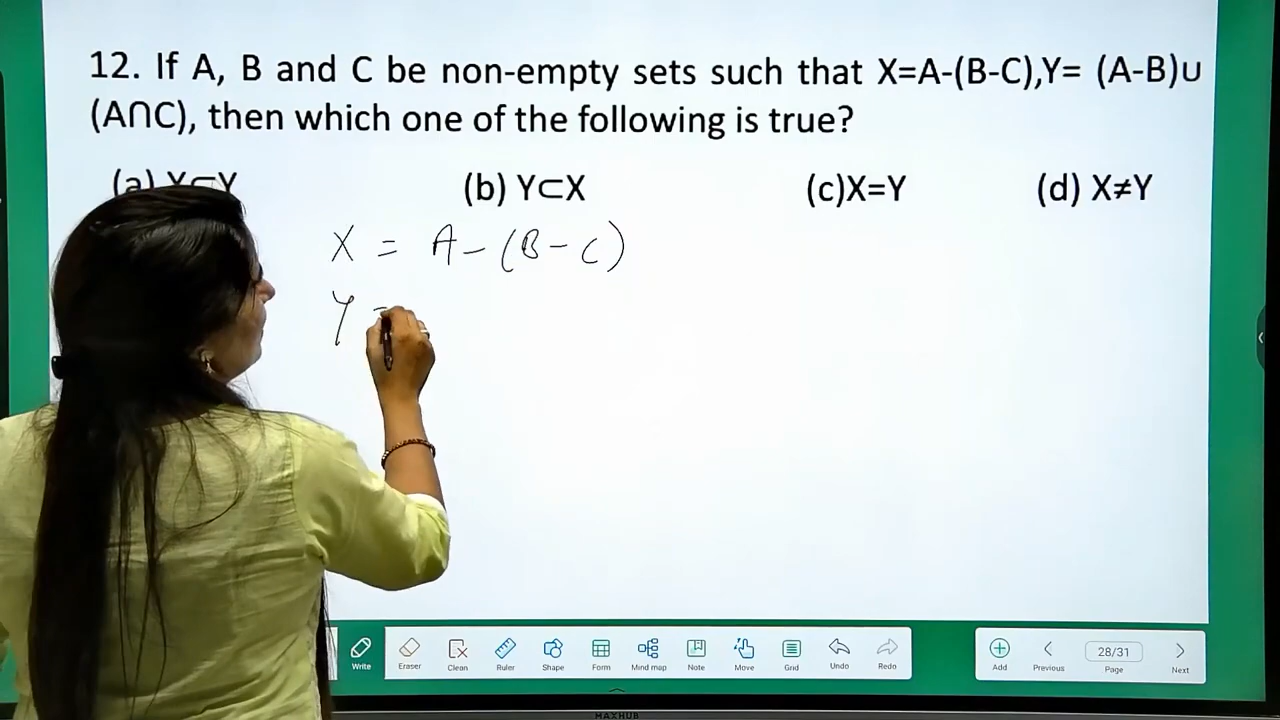 12. If A, B and C be non-empty sets such that X=A-(B-C),Y= (A-B)∪
(A∩C), then which one of the following is true?
(b) Y⊂X (c)X=Y (d) X≠Y
X = A - (B - C)
Y =
Write Eraser Clean Ruler Shape Form Mind map Note Move Grid Undo Redo Add Previous 28/31 Page Next
MAXHUB